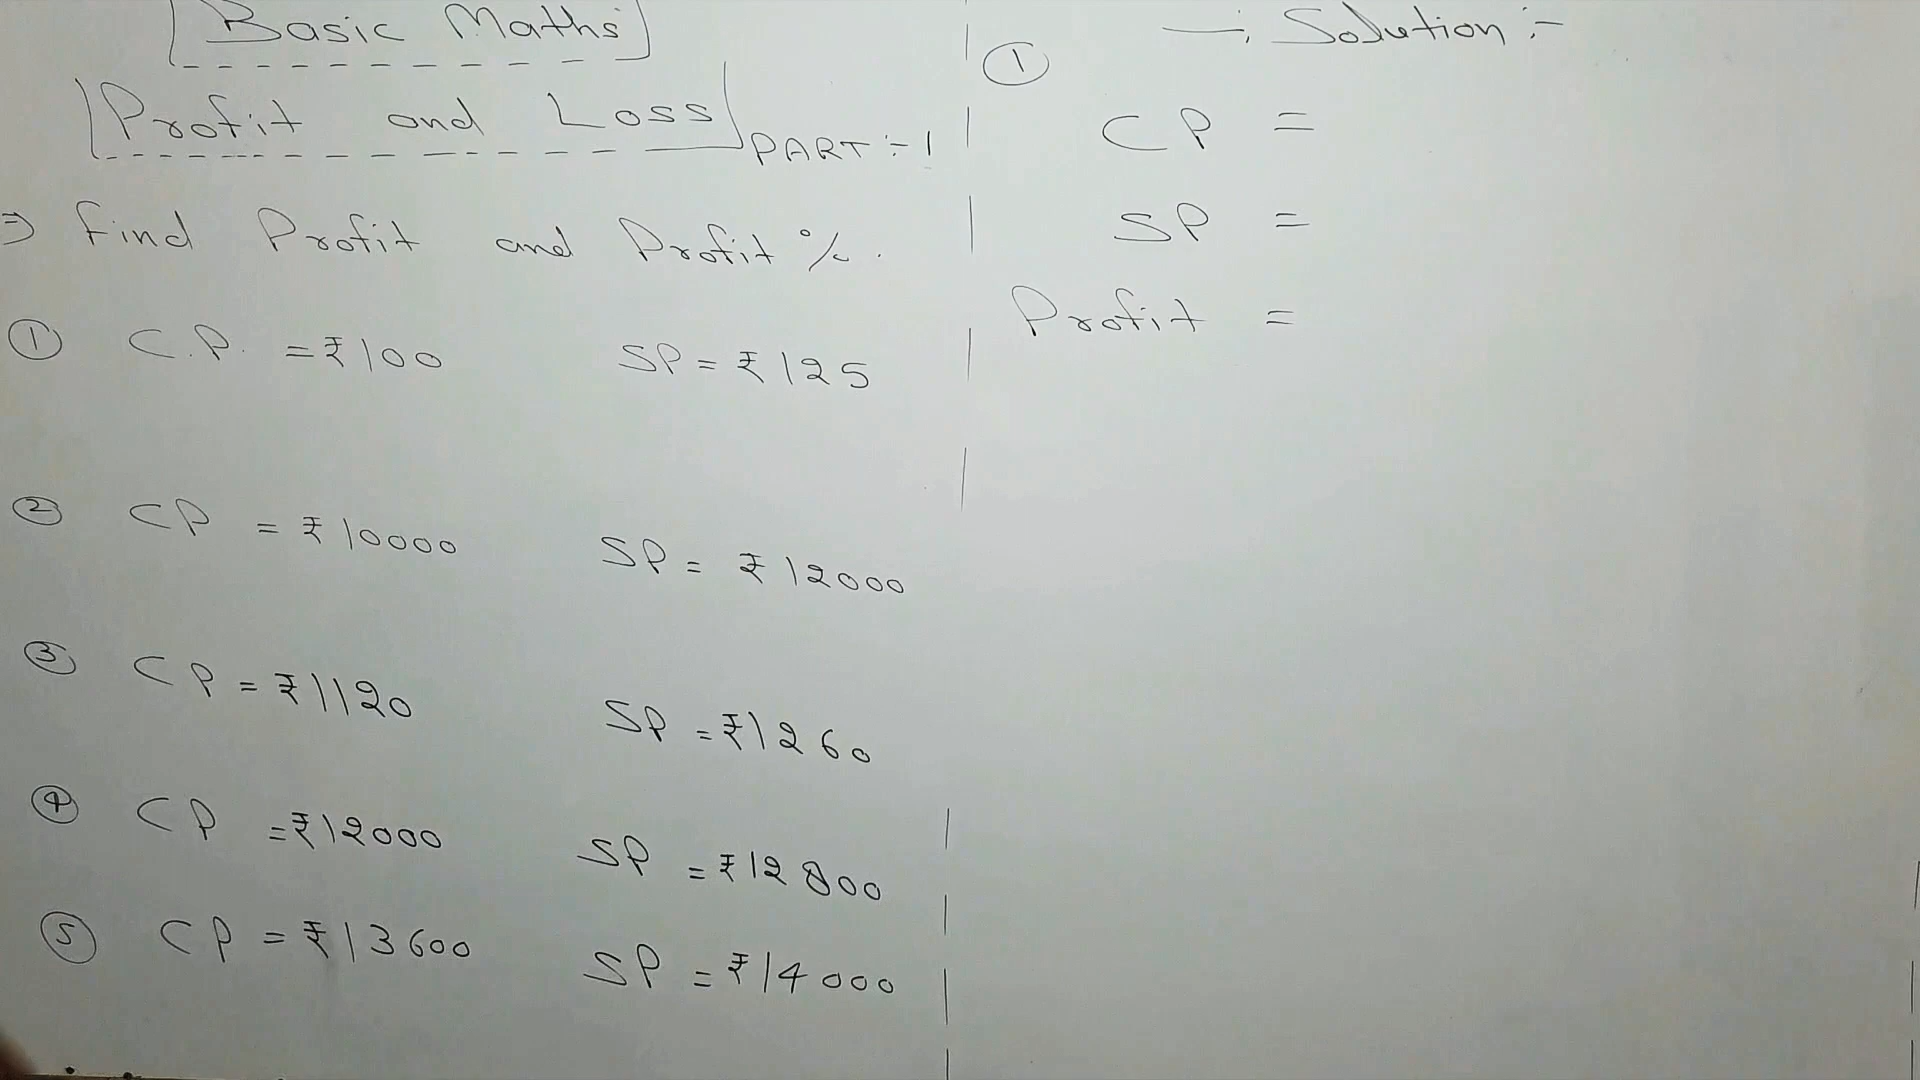 Basic Maths
Profit and Loss PART :- 1
⇒ Find Profit and Profit %.
① C.P. = ₹100 SP = ₹125
② CP = ₹10000 SP = ₹12000
③ CP = ₹1120 SP = ₹1260
④ CP = ₹12000 SP = ₹12800
⑤ CP = ₹13600 SP = ₹14000
—: Solution :-
①
CP =
SP =
Profit =